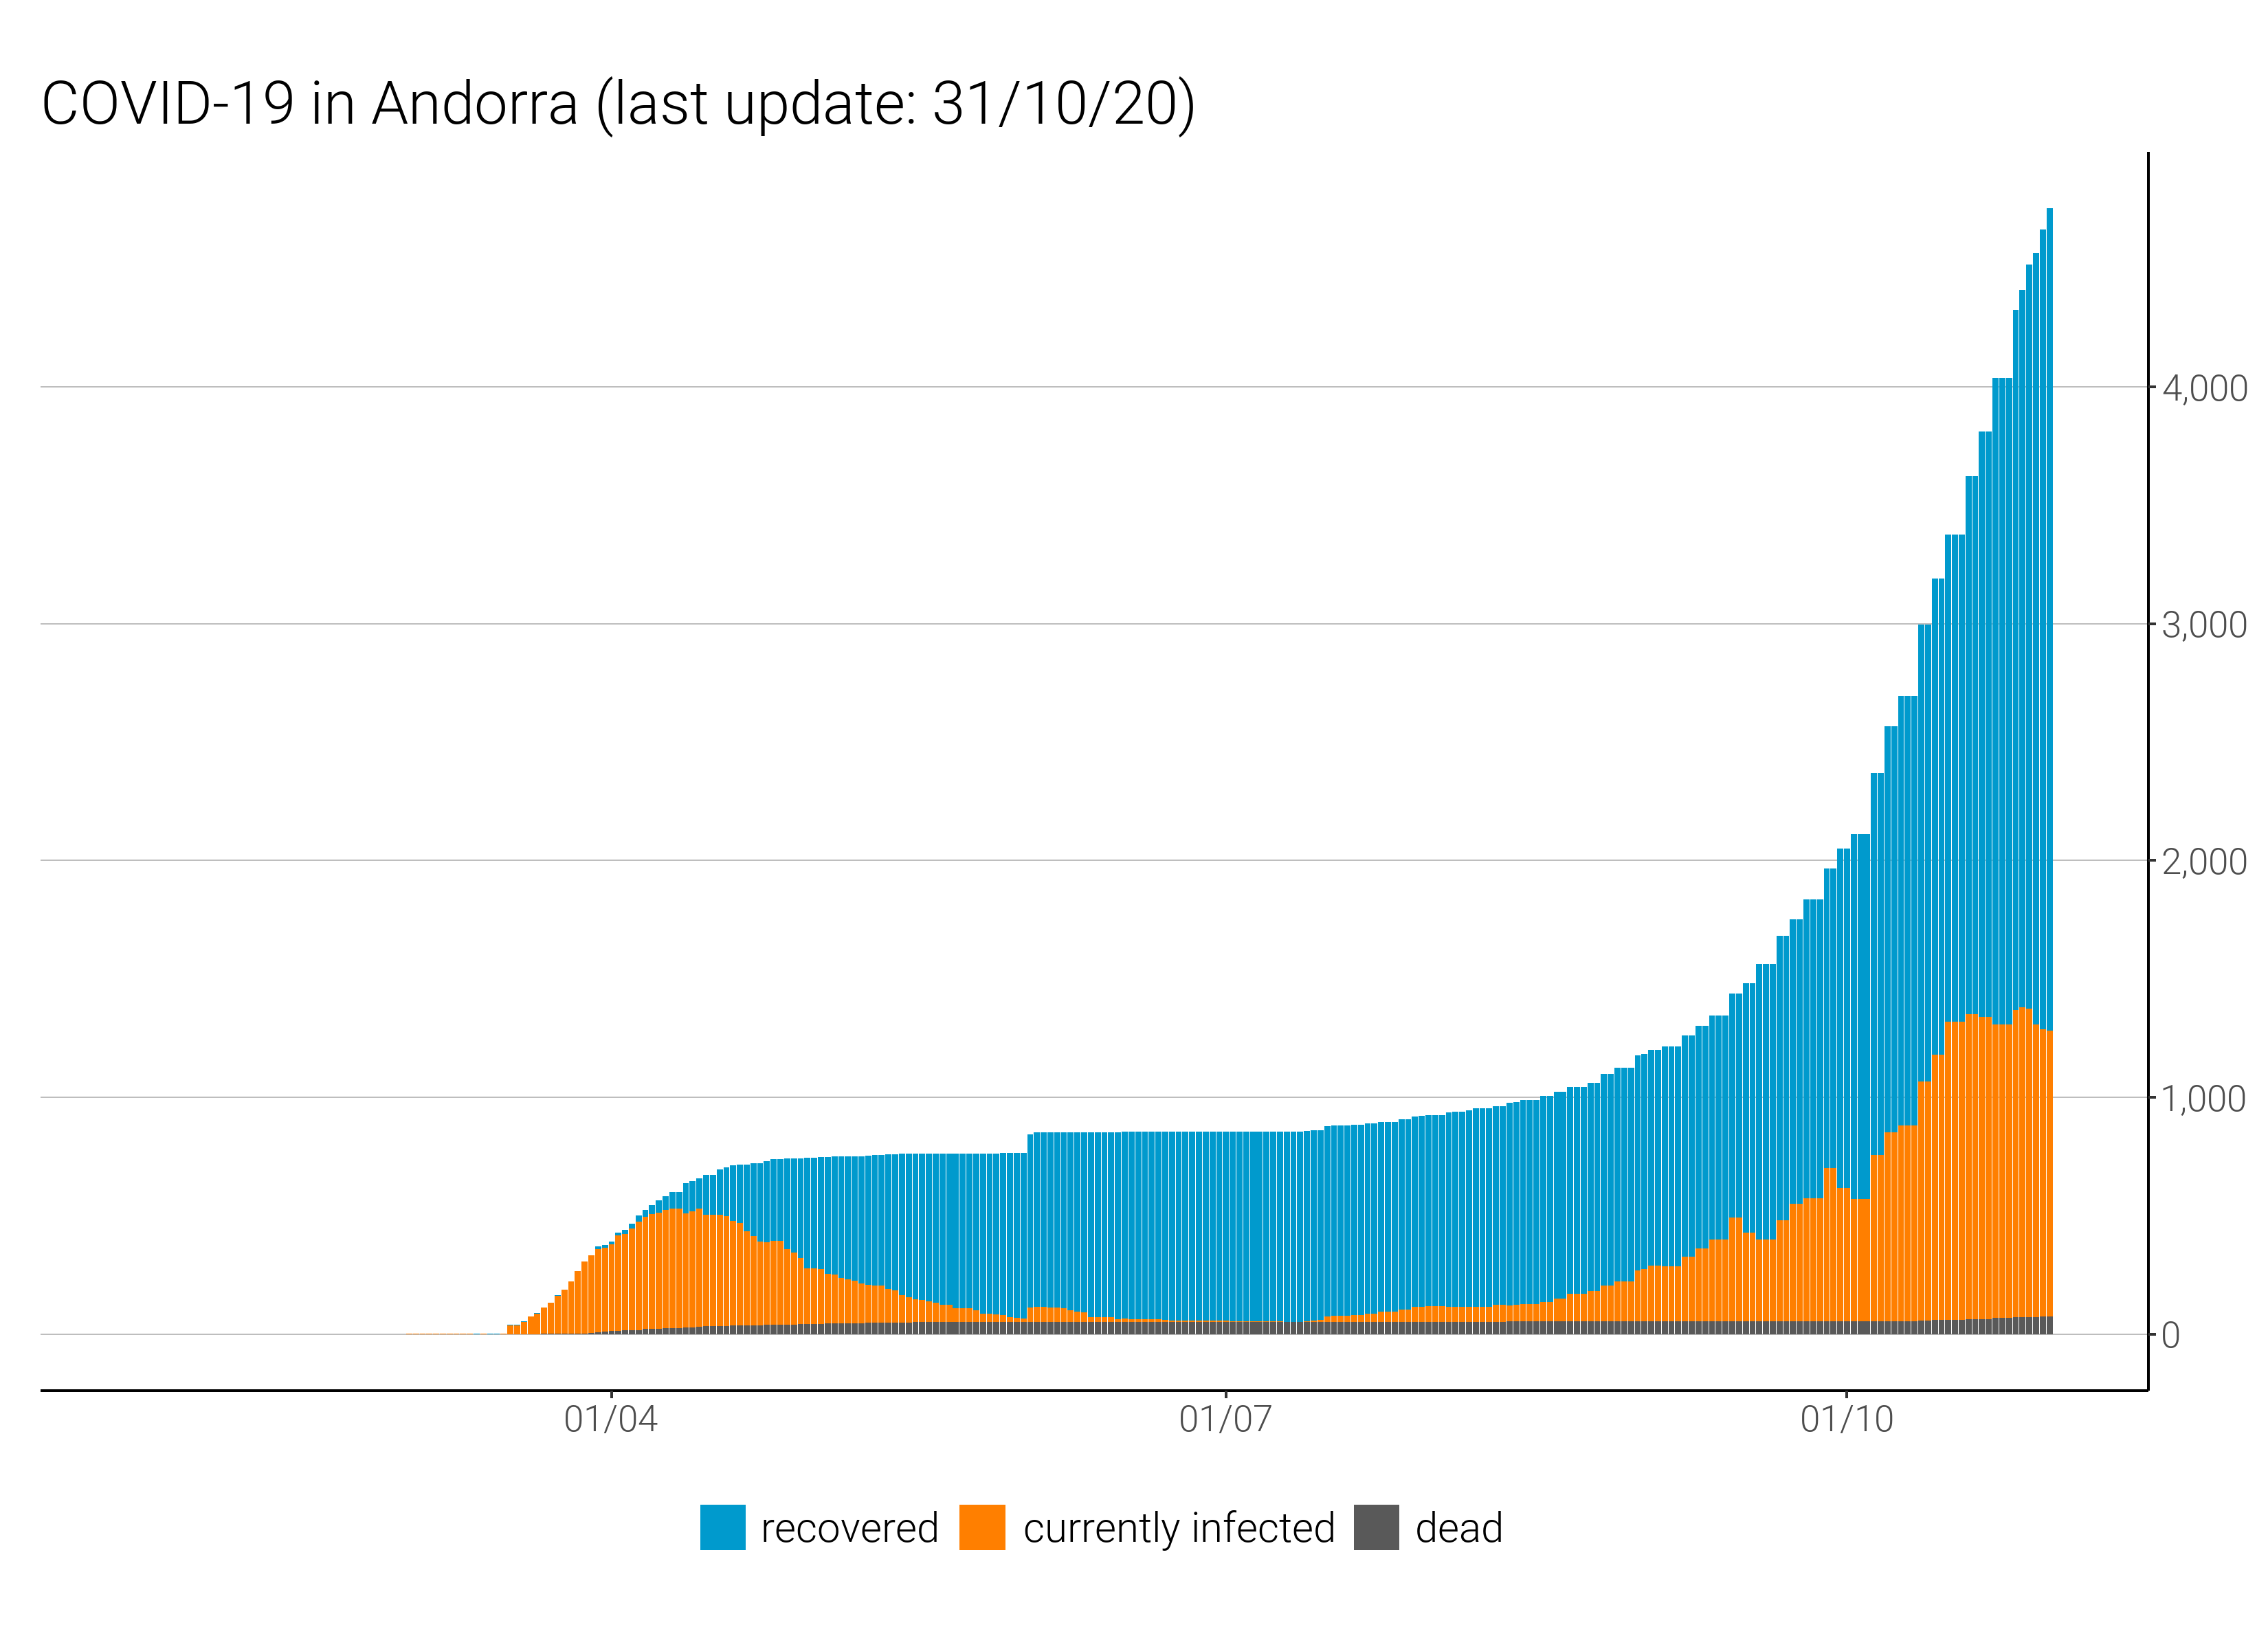 COVID-19 in Andorra (last update: 31/10/20)
4,000
3,000
2,000
1,000
0
01/04 01/07 01/10
recovered currently infected dead